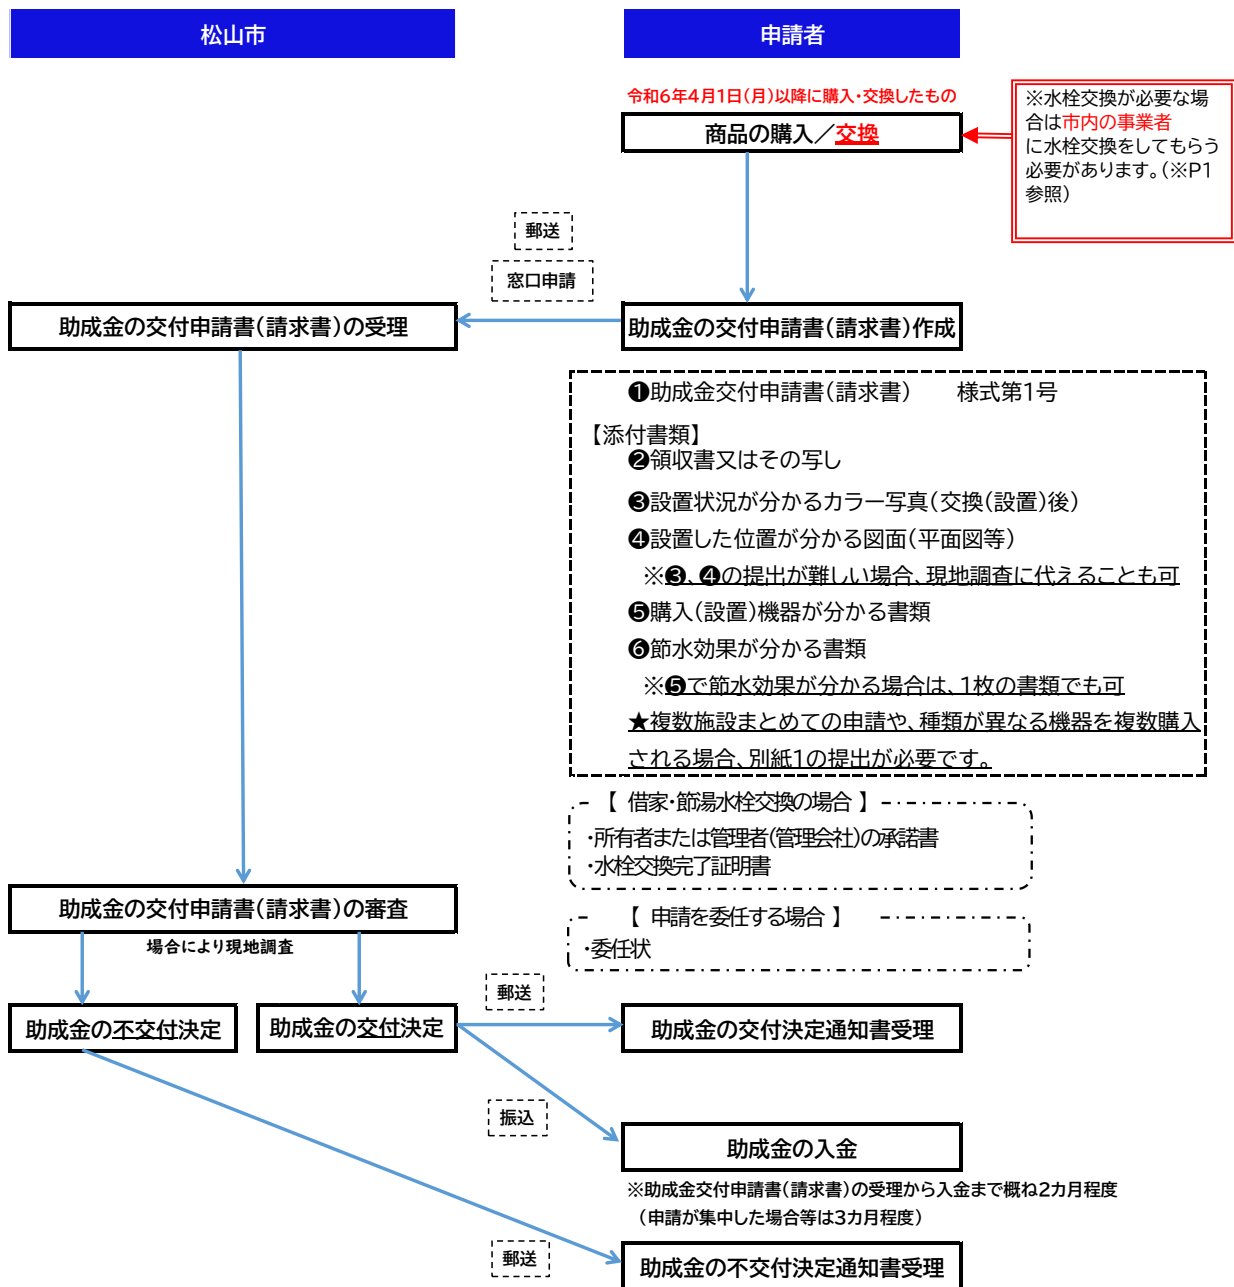 松山市
申請者
令和6年4月1日(月)以降に購入・交換したもの
商品の購入／交換
※水栓交換が必要な場
合は市内の事業者
に水栓交換をしてもらう
必要があります。(※P1
参照)
郵送
窓口申請
助成金の交付申請書(請求書)の受理
助成金の交付申請書(請求書)作成
❶助成金交付申請書(請求書)　　様式第1号
【添付書類】
❷領収書又はその写し
❸設置状況が分かるカラー写真(交換(設置)後)
❹設置した位置が分かる図面(平面図等)
※❸、❹の提出が難しい場合、現地調査に代えることも可
❺購入(設置)機器が分かる書類
❻節水効果が分かる書類
※❺で節水効果が分かる場合は、1枚の書類でも可
★複数施設まとめての申請や、種類が異なる機器を複数購入
される場合、別紙1の提出が必要です。
【 借家・節湯水栓交換の場合 】
・所有者または管理者(管理会社)の承諾書
・水栓交換完了証明書
助成金の交付申請書(請求書)の審査
場合により現地調査
【 申請を委任する場合 】
・委任状
郵送
助成金の不交付決定
助成金の交付決定
助成金の交付決定通知書受理
振込
助成金の入金
※助成金交付申請書(請求書)の受理から入金まで概ね2カ月程度
(申請が集中した場合等は3カ月程度)
郵送
助成金の不交付決定通知書受理